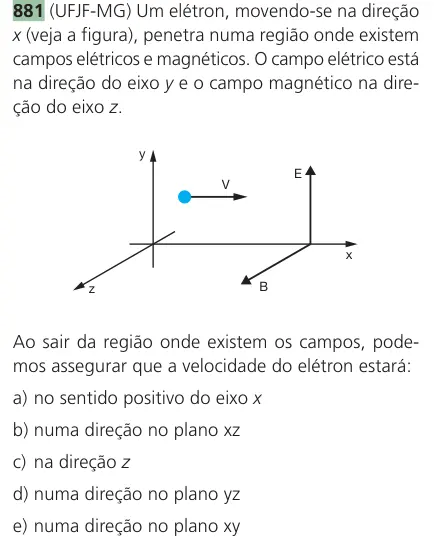 881 (UFJF-MG) Um elétron, movendo-se na direção
x (veja a figura), penetra numa região onde existem
campos elétricos e magnéticos. O campo elétrico está
na direção do eixo y e o campo magnético na dire-
ção do eixo z.
y
V
E
x
z
B
Ao sair da região onde existem os campos, pode-
mos assegurar que a velocidade do elétron estará:
a) no sentido positivo do eixo x
b) numa direção no plano xz
c) na direção z
d) numa direção no plano yz
e) numa direção no plano xy